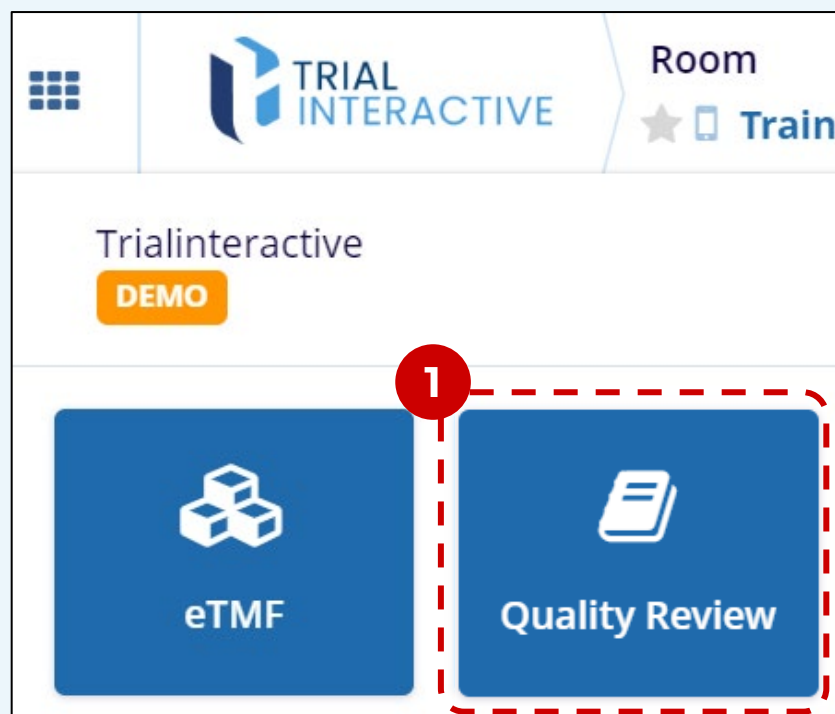 TRIAL
INTERACTIVE
Room
Train
Trialinteractive
DEMO
1
eTMF
Quality Review